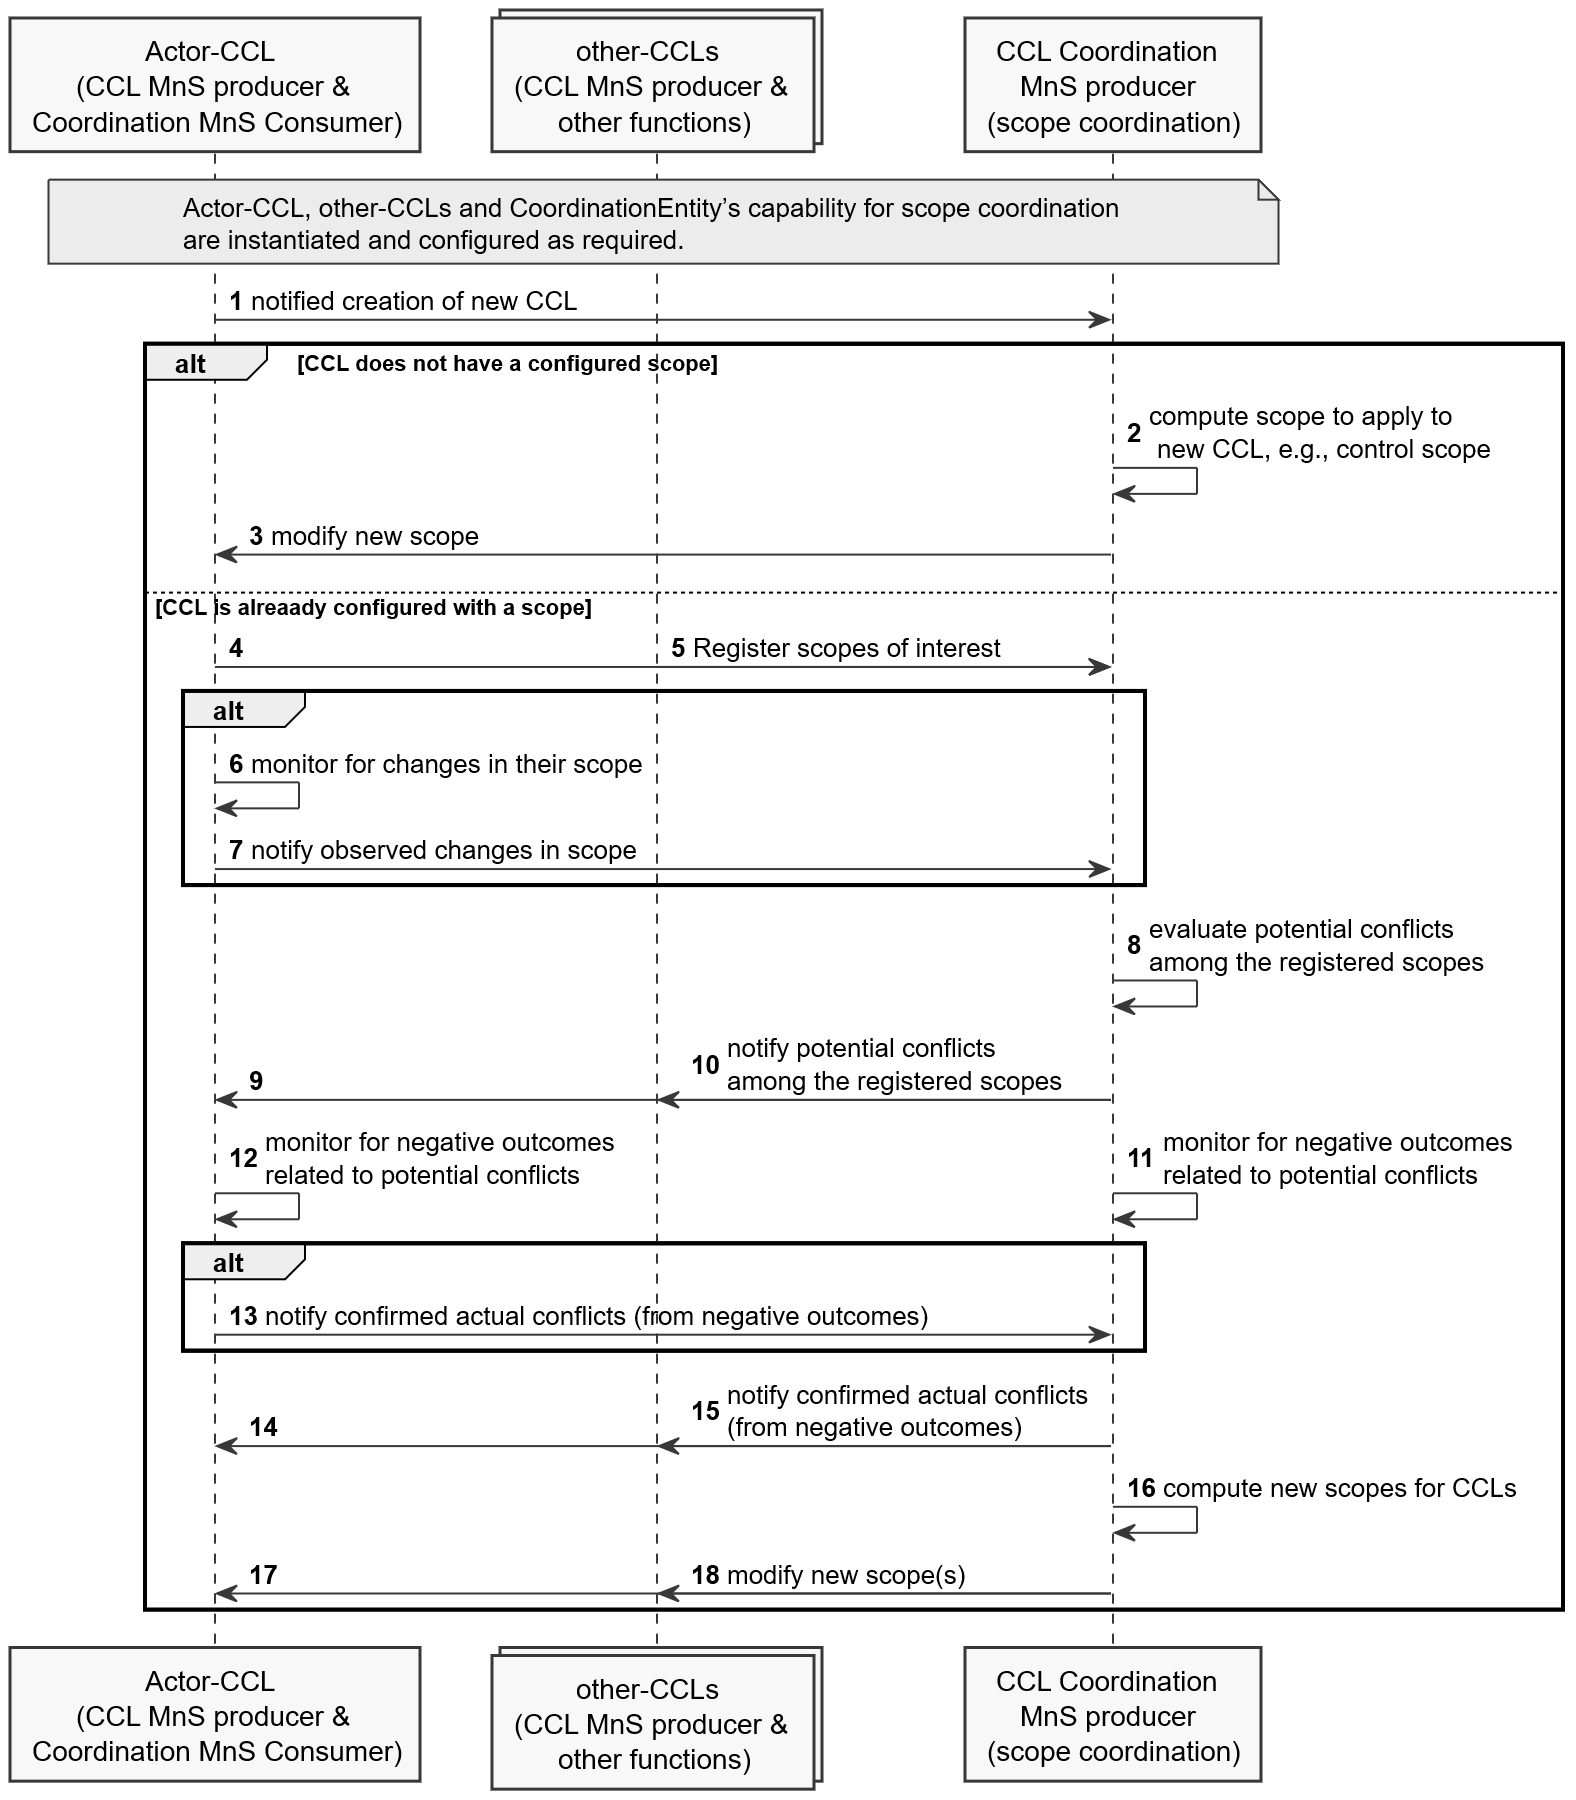 Actor-CCL
(CCL MnS producer &
Coordination MnS Consumer)
other-CCLs
(CCL MnS producer &
other functions)
CCL Coordination
MnS producer
(scope coordination)
Actor-CCL, other-CCLs and CoordinationEntity’s capability for scope coordination
are instantiated and configured as required.
1 notified creation of new CCL
alt [CCL does not have a configured scope]
2 compute scope to apply to
new CCL, e.g., control scope
3 modify new scope
[CCL is alreaady configured with a scope]
4
5 Register scopes of interest
alt
6 monitor for changes in their scope
7 notify observed changes in scope
8 evaluate potential conflicts
among the registered scopes
9
10 notify potential conflicts
among the registered scopes
12 monitor for negative outcomes
related to potential conflicts
11 monitor for negative outcomes
related to potential conflicts
alt
13 notify confirmed actual conflicts (from negative outcomes)
14
15 notify confirmed actual conflicts
(from negative outcomes)
16 compute new scopes for CCLs
17
18 modify new scope(s)
Actor-CCL
(CCL MnS producer &
Coordination MnS Consumer)
other-CCLs
(CCL MnS producer &
other functions)
CCL Coordination
MnS producer
(scope coordination)